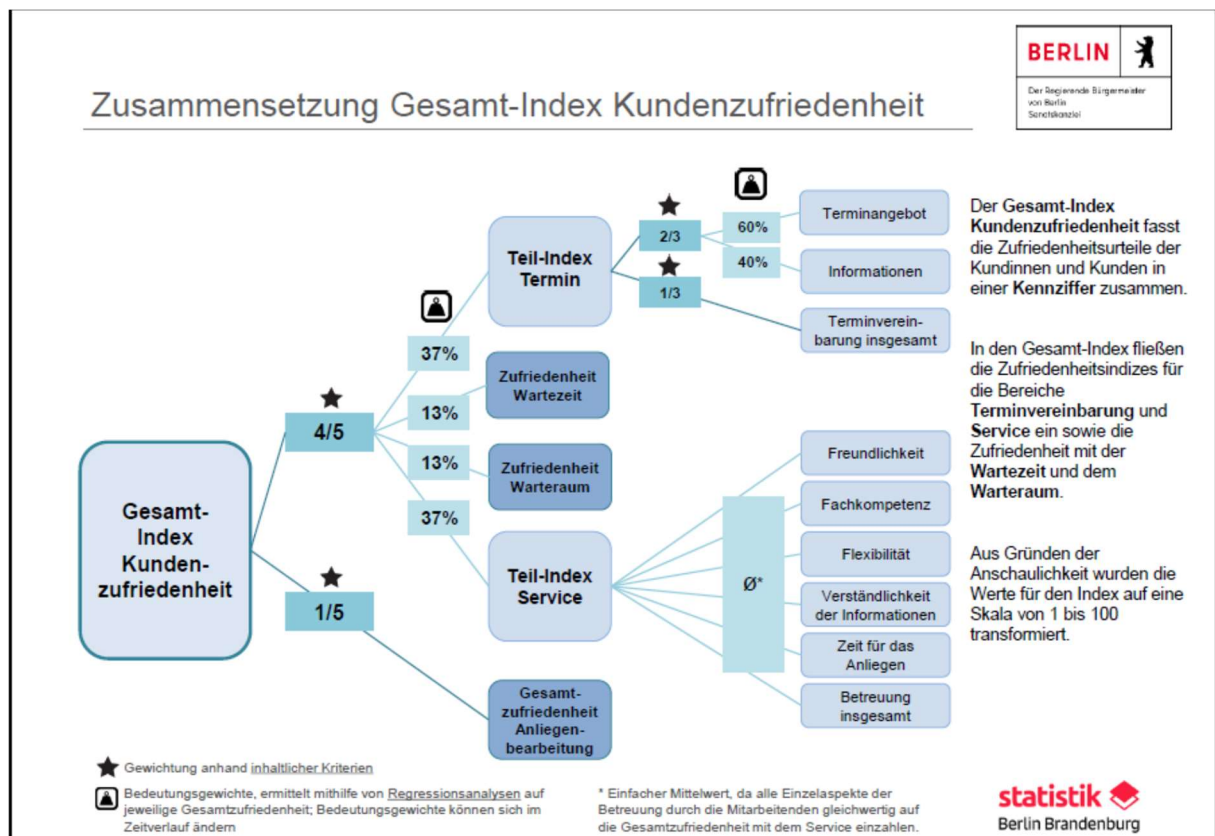 BERLIN
Der Regierende Bürgermeister
von Berlin
Senatskanzlei
Zusammensetzung Gesamt-Index Kundenzufriedenheit
Gesamt-
Index
Kunden-
zufriedenheit
4/5
1/5
37%
13%
13%
37%
Teil-Index
Termin
Zufriedenheit
Wartezeit
Zufriedenheit
Warteraum
Teil-Index
Service
Gesamt-
zufriedenheit
Anliegen-
bearbeitung
2/3
1/3
60%
40%
Terminangebot
Informationen
Terminverein-
barung insgesamt
Ø*
Freundlichkeit
Fachkompetenz
Flexibilität
Verständlichkeit
der Informationen
Zeit für das
Anliegen
Betreuung
insgesamt
Der Gesamt-Index
Kundenzufriedenheit fasst
die Zufriedenheitsurteile der
Kundinnen und Kunden in
einer Kennziffer zusammen.
In den Gesamt-Index fließen
die Zufriedenheitsindizes für
die Bereiche
Terminvereinbarung und
Service ein sowie die
Zufriedenheit mit der
Wartezeit und dem
Warteraum.
Aus Gründen der
Anschaulichkeit wurden die
Werte für den Index auf eine
Skala von 1 bis 100
transformiert.
Gewichtung anhand inhaltlicher Kriterien
Bedeutungsgewichte, ermittelt mithilfe von Regressionsanalysen auf
jeweilige Gesamtzufriedenheit; Bedeutungsgewichte können sich im
Zeitverlauf ändern
* Einfacher Mittelwert, da alle Einzelaspekte der
Betreuung durch die Mitarbeitenden gleichwertig auf
die Gesamtzufriedenheit mit dem Service einzahlen.
statistik
Berlin Brandenburg